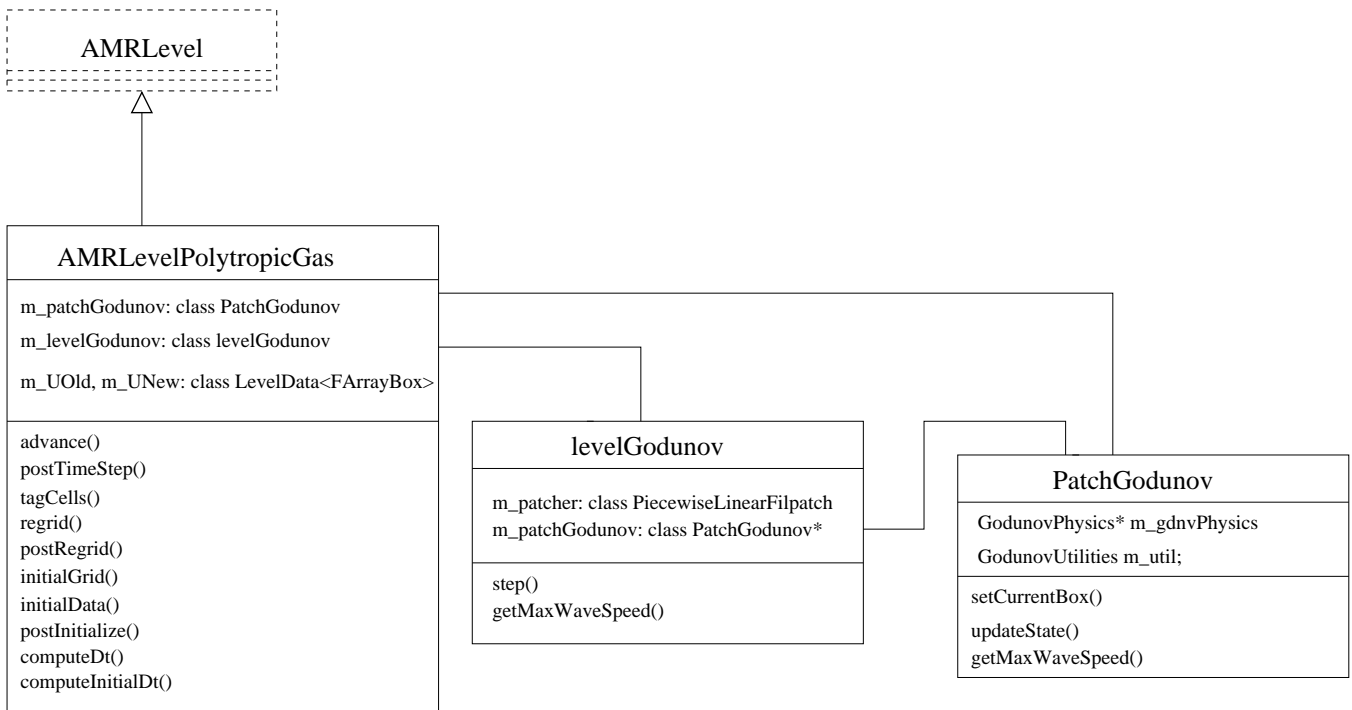 AMRLevel
AMRLevelPolytropicGas
m_patchGodunov: class PatchGodunov
m_levelGodunov: class levelGodunov
m_UOld, m_UNew: class LevelData<FArrayBox>
advance()
postTimeStep()
tagCells()
regrid()
postRegrid()
initialGrid()
initialData()
postInitialize()
computeDt()
computeInitialDt()
levelGodunov
m_patcher: class PiecewiseLinearFilpatch
m_patchGodunov: class PatchGodunov*
step()
getMaxWaveSpeed()
PatchGodunov
GodunovPhysics* m_gdnvPhysics
GodunovUtilities m_util;
setCurrentBox()
updateState()
getMaxWaveSpeed()